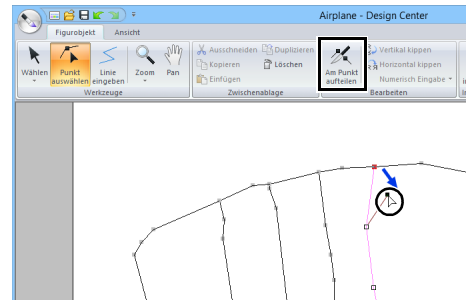 Airplane - Design Center
Figurobjekt Ansicht
Wählen
Punkt auswählen
Linie eingeben
Zoom
Pan
Werkzeuge
Ausschneiden
Duplizieren
Kopieren
Löschen
Einfügen
Zwischenablage
Am Punkt aufteilen
Vertikal kippen
Horizontal kippen
Numerisch Eingabe
Bearbeiten